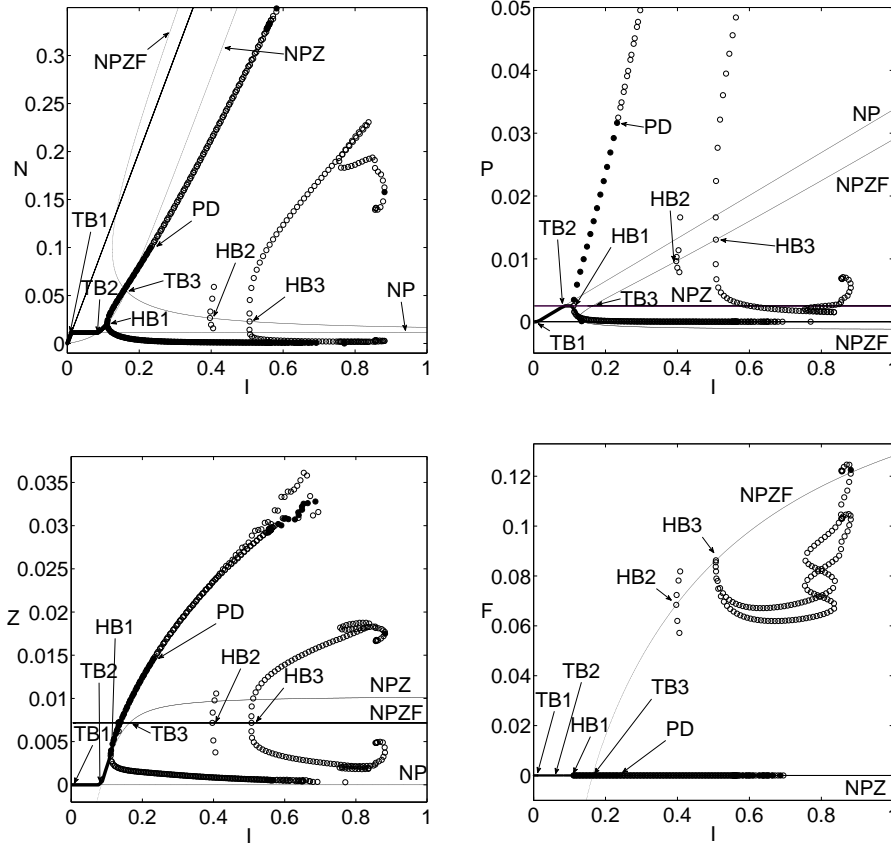 NPZF
NPZ
0.3
0.25
N
0.2
0.15
0.1
0.05
0
TB1
PD
TB2
TB3
HB2
HB3
HB1
NP
0 0.2 0.4 0.6 0.8 1
I
0.05
0.04
0.03
P
0.02
0.01
0
PD
NP
NPZF
HB2
TB2
HB1
HB3
TB3
NPZ
TB1
NPZF
0 0.2 0.4 0.6 0.8 1
I
0.035
0.03
0.025
0.02
Z
0.015
0.01
0.005
0
HB1
PD
TB2
HB2
HB3
NPZ
NPZF
TB1
TB3
NP
0 0.2 0.4 0.6 0.8 1
I
0.12
0.1
0.08
0.06
F
0.04
0.02
0
NPZF
HB3
HB2
TB2
TB1
TB3
HB1
PD
NPZ
0 0.2 0.4 0.6 0.8 1
I